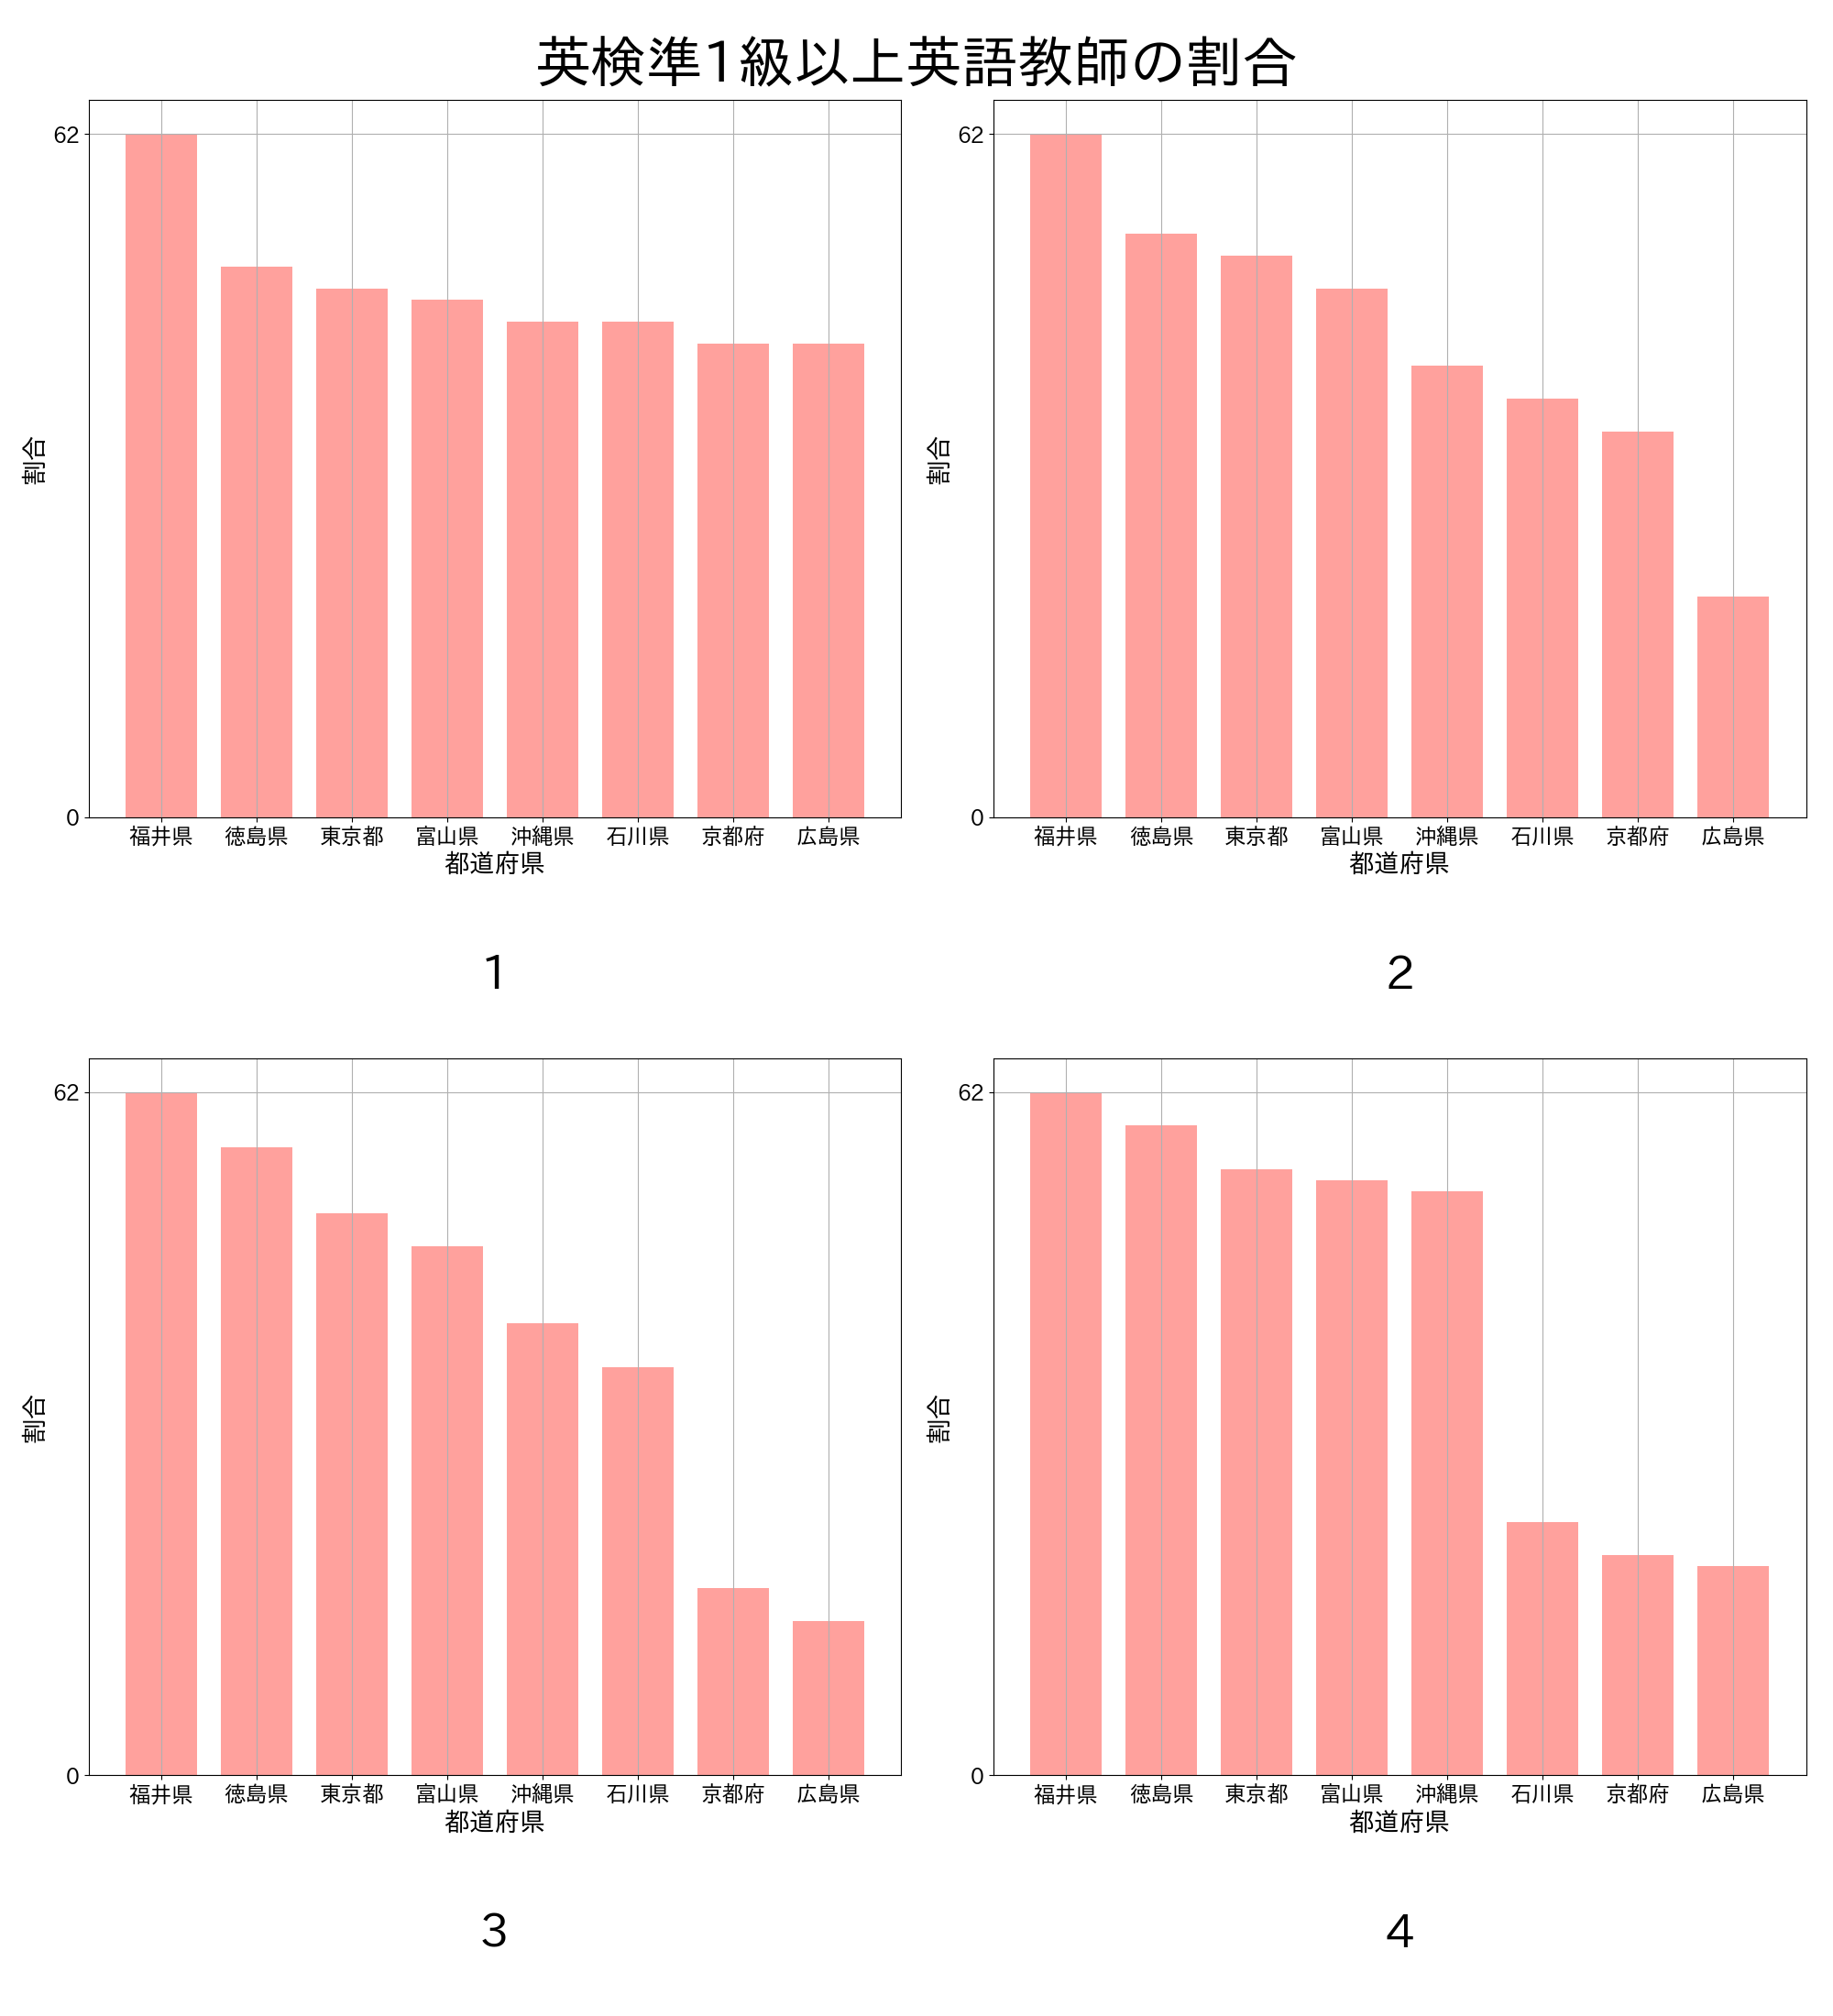 英検準1級以上英語教師の割合
62
0
割合
福井県 徳島県 東京都 富山県 沖縄県 石川県 京都府 広島県
都道府県
1
62
0
割合
福井県 徳島県 東京都 富山県 沖縄県 石川県 京都府 広島県
都道府県
2
62
0
割合
福井県 徳島県 東京都 富山県 沖縄県 石川県 京都府 広島県
都道府県
3
62
0
割合
福井県 徳島県 東京都 富山県 沖縄県 石川県 京都府 広島県
都道府県
4